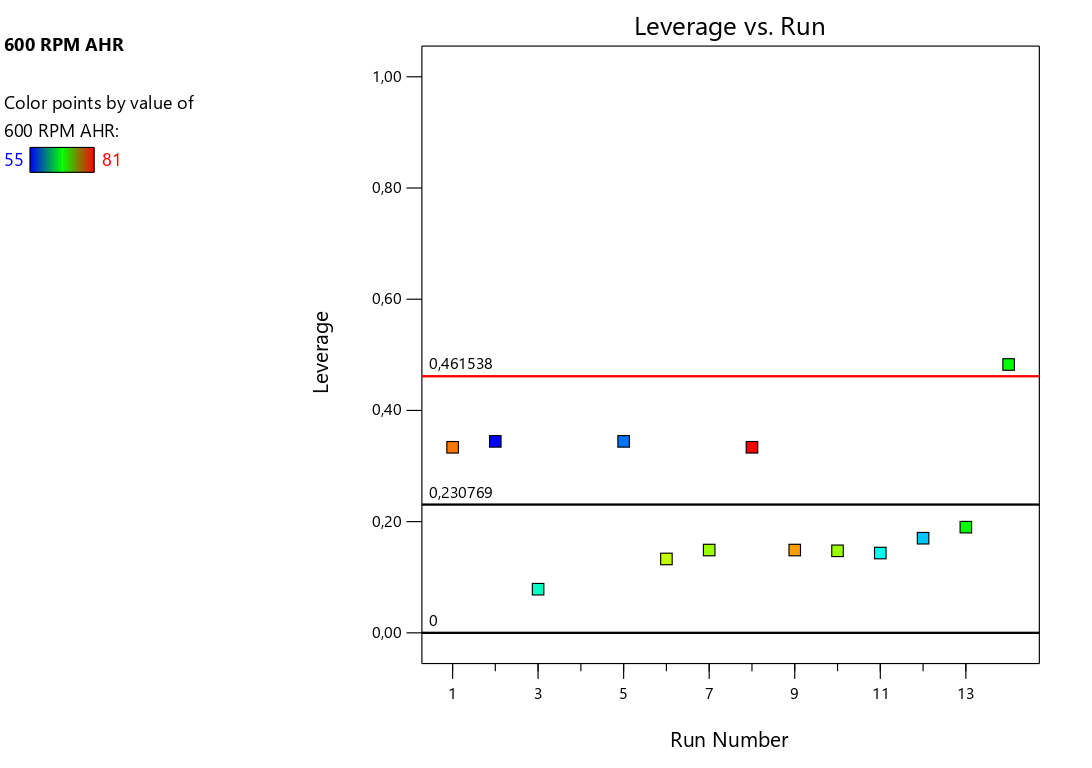 600 RPM AHR
Color points by value of
600 RPM AHR:
55 81
Leverage vs. Run
1,00
0,80
0,60
0,461538
0,40
0,230769
0,20
0
0,00
Leverage
1 3 5 7 9 11 13
Run Number